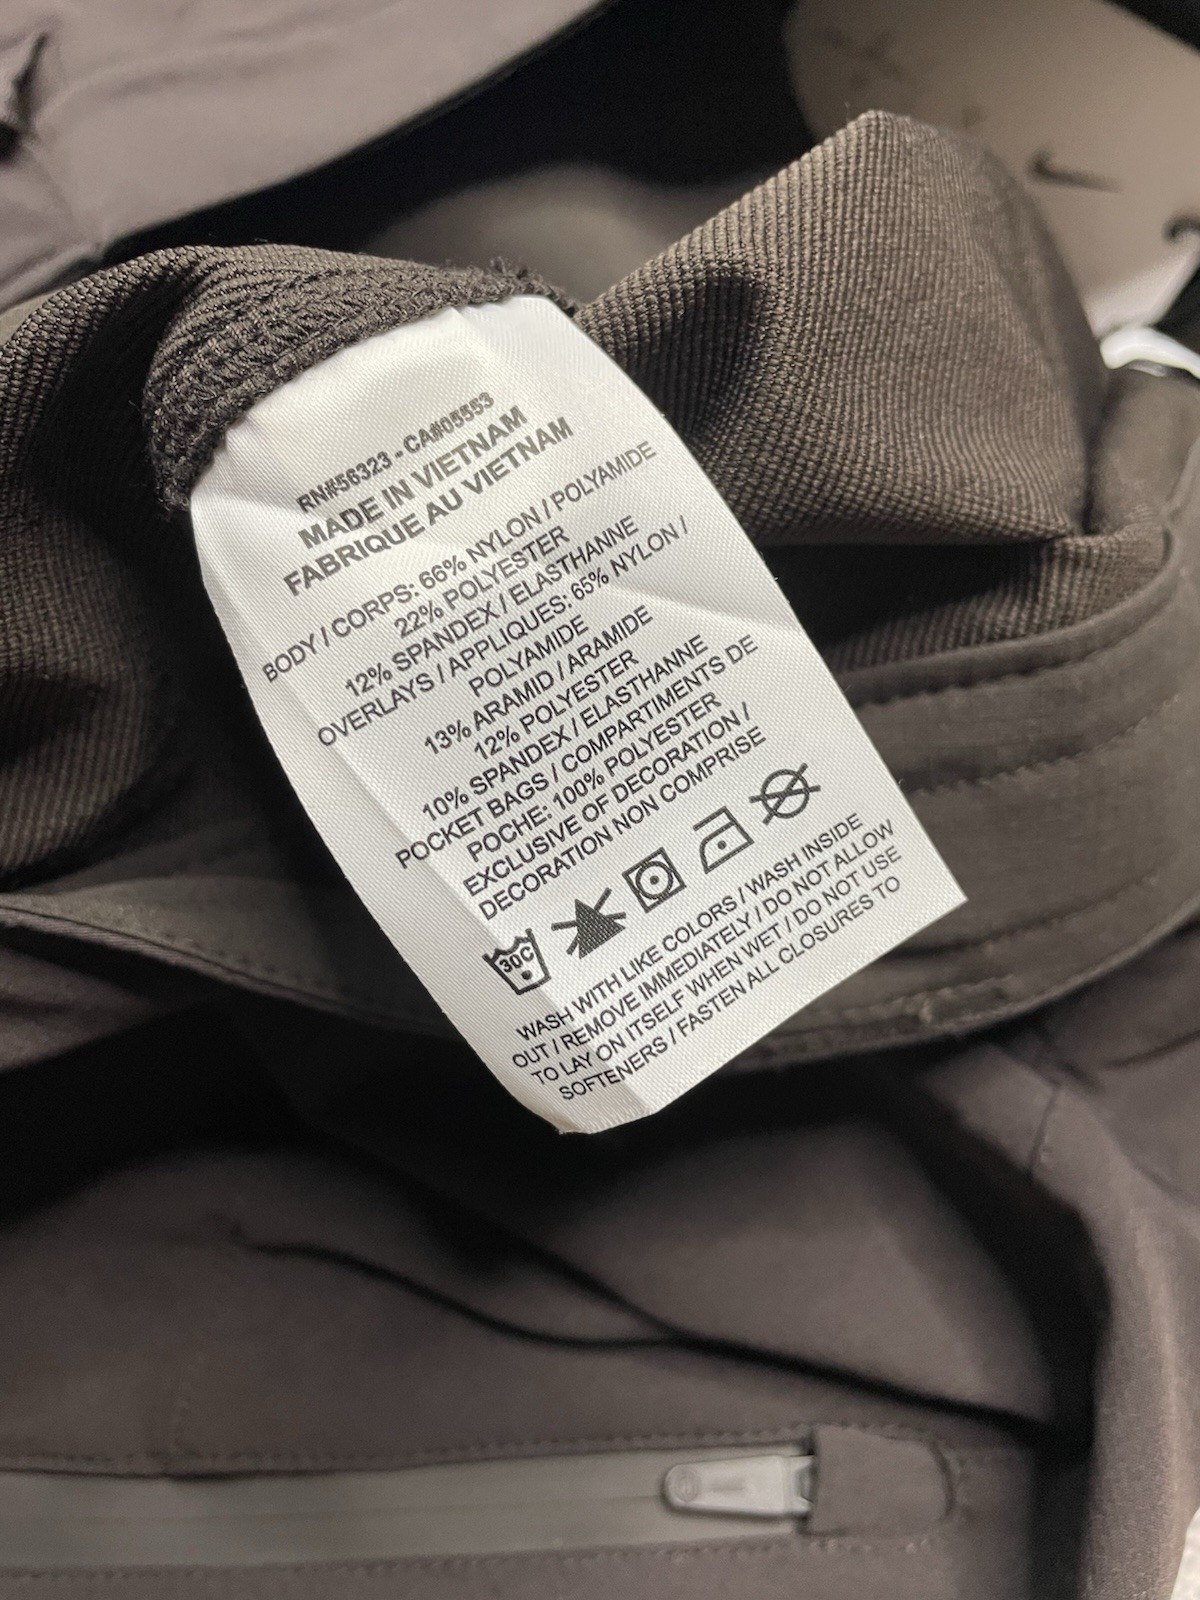 RN#56323 - CA#05553
MADE IN VIETNAM
FABRIQUE AU VIETNAM
BODY / CORPS: 66% NYLON / POLYAMIDE
22% POLYESTER
12% SPANDEX / ELASTHANNE
OVERLAYS / APPLIQUES: 65% NYLON /
POLYAMIDE
13% ARAMID / ARAMIDE
12% POLYESTER
10% SPANDEX / ELASTHANNE
POCKET BAGS / COMPARTIMENTS DE
POCHE: 100% POLYESTER
EXCLUSIVE OF DECORATION /
DECORATION NON COMPRISE
30C
WASH WITH LIKE COLORS / WASH INSIDE
OUT / REMOVE IMMEDIATELY / DO NOT ALLOW
TO LAY ON ITSELF WHEN WET / DO NOT USE
SOFTENERS / FASTEN ALL CLOSURES TO